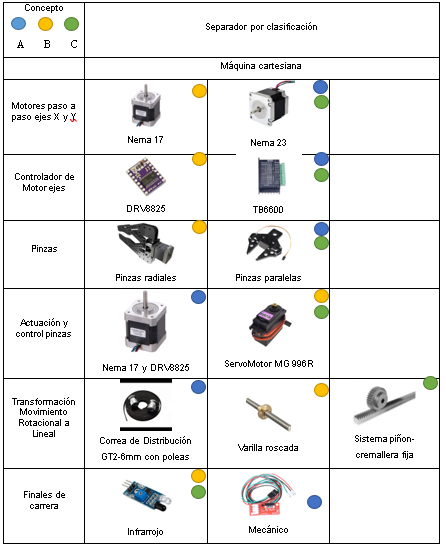 Concepto
A B C
Separador por clasificación
Máquina cartesiana
Motores paso a
paso ejes X y Y
Nema 17
Nema 23
Controlador de
Motor ejes
DRV8825
TB6600
Pinzas
Pinzas radiales
Pinzas paralelas
Actuación y
control pinzas
Nema 17 y DRV8825
ServoMotor MG 996R
Transformación
Movimiento
Rotacional a
Lineal
Correa de Distribución
GT2-6mm con poleas
Varilla roscada
Sistema piñon-
cremallera fija
Finales de
carrera
Infrarrojo
Mecánico